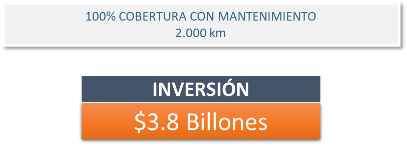 100% COBERTURA CON MANTENIMIENTO
2.000 km
INVERSIÓN
$3.8 Billones